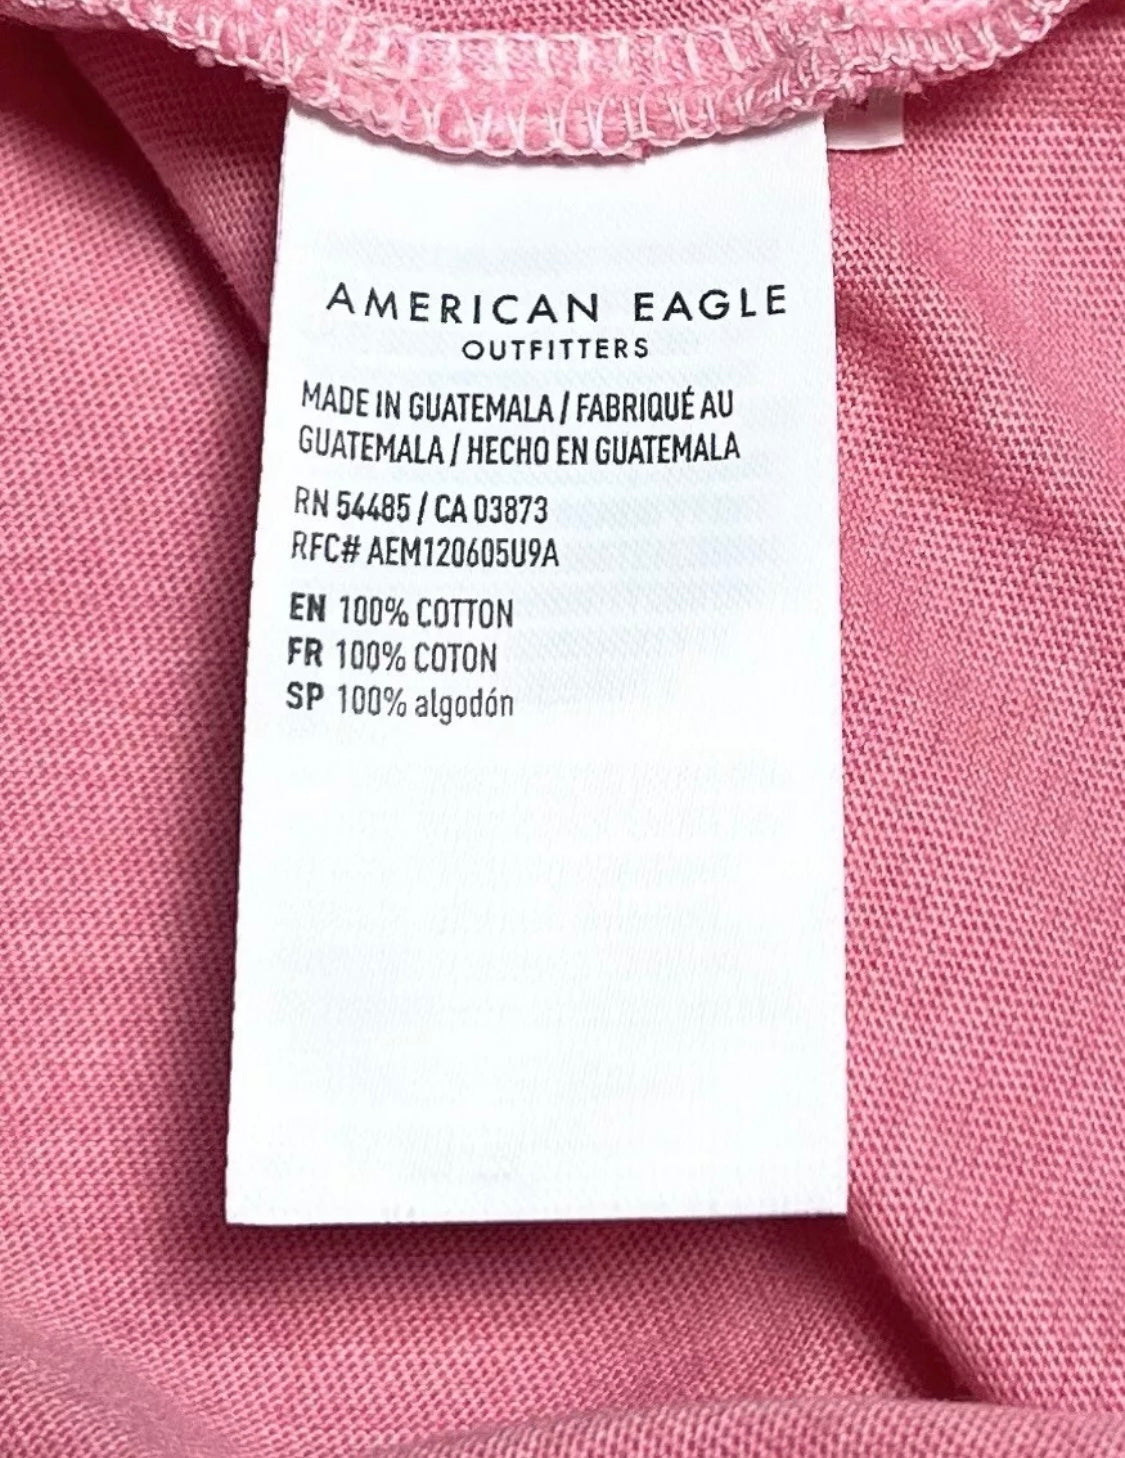 AMERICAN EAGLE
OUTFITTERS
MADE IN GUATEMALA / FABRIQUÉ AU
GUATEMALA / HECHO EN GUATEMALA
RN 54485 / CA 03873
RFC# AEM120605U9A
EN 100% COTTON
FR 100% COTON
SP 100% algodón